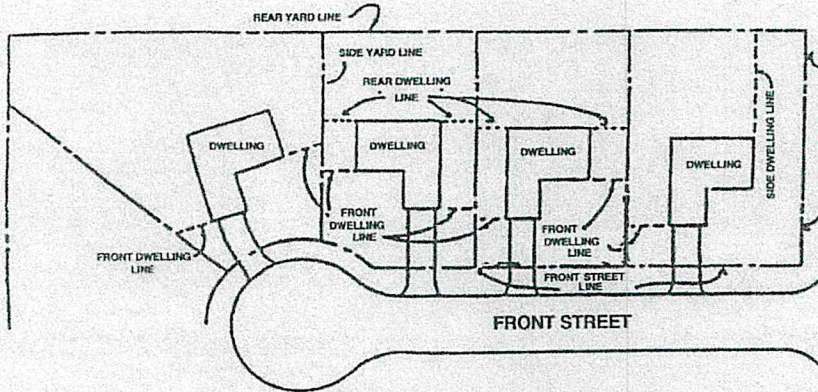 REAR YARD LINE
SIDE YARD LINE
REAR DWELLING
LINE
SIDE DWELLING LINE
DWELLING
DWELLING
DWELLING
DWELLING
FRONT
DWELLING
LINE
FRONT
DWELLING
LINE
FRONT DWELLING
LINE
FRONT STREET
LINE
FRONT STREET